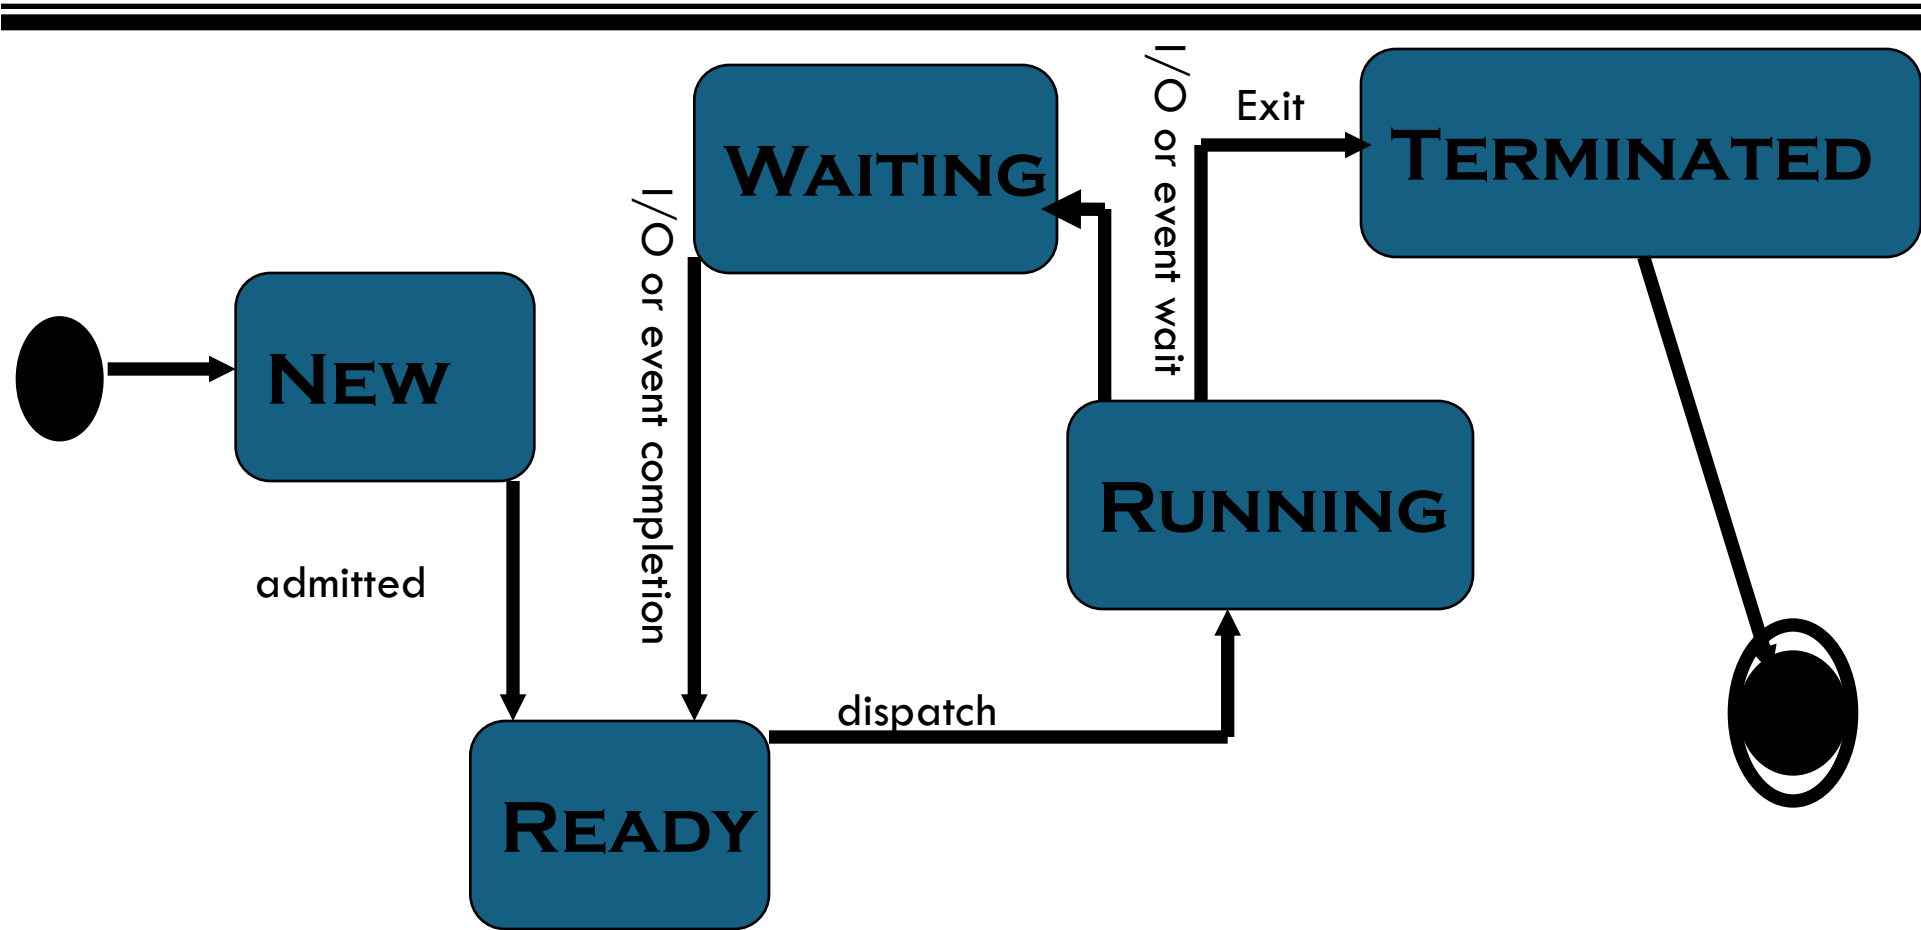 WAITING
I/O or event wait
Exit
TERMINATED
I/O or event completion
NEW
RUNNING
admitted
dispatch
READY